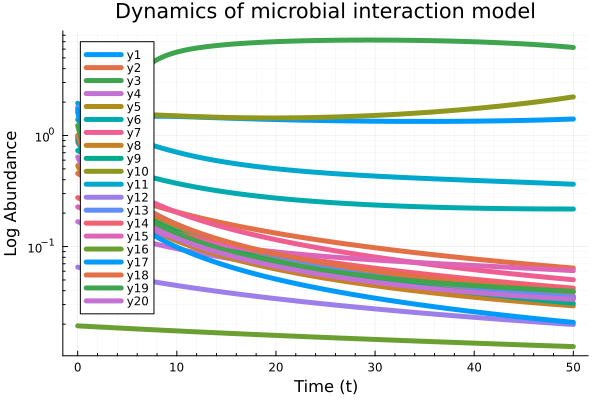 Dynamics of microbial interaction model
Log Abundance
10⁰
10⁻¹
y1
y2
y3
y4
y5
y6
y7
y8
y9
y10
y11
y12
y13
y14
y15
y16
y17
y18
y19
y20
0 10 20 30 40 50
Time (t)